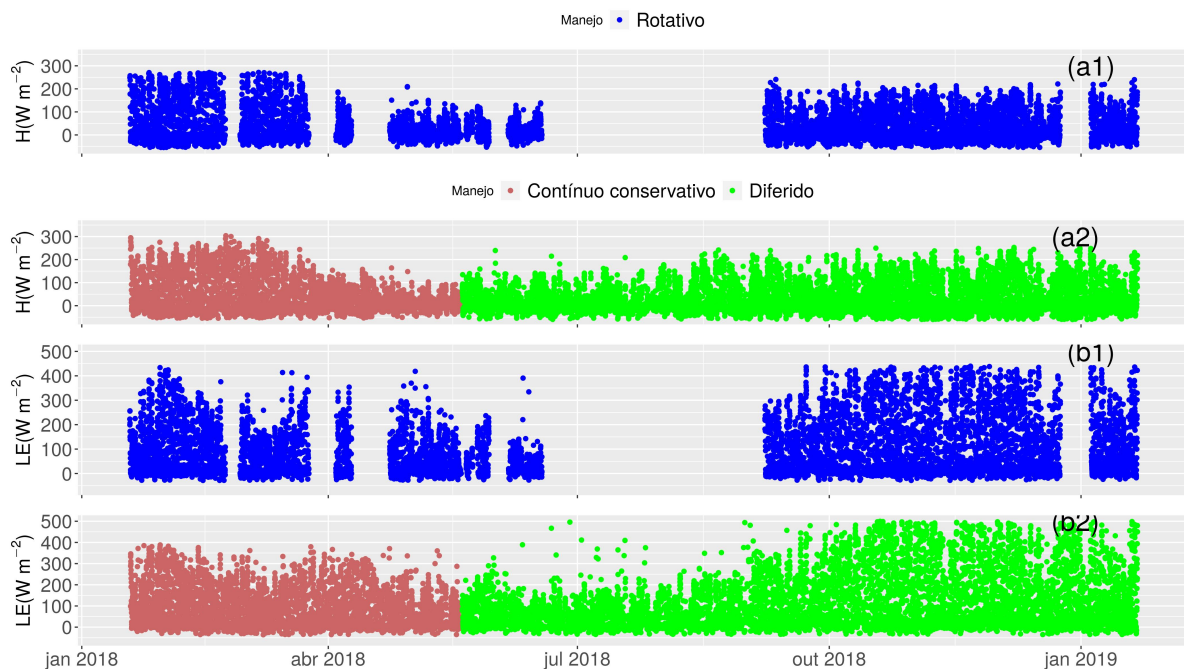 Manejo Rotativo
(a1)
H(W m⁻²)
300
200
100
0
Manejo Contínuo conservativo Diferido
(a2)
H(W m⁻²)
300
200
100
0
(b1)
LE(W m⁻²)
500
400
300
200
100
0
(b2)
LE(W m⁻²)
500
400
300
200
100
0
jan 2018 abr 2018 jul 2018 out 2018 jan 2019